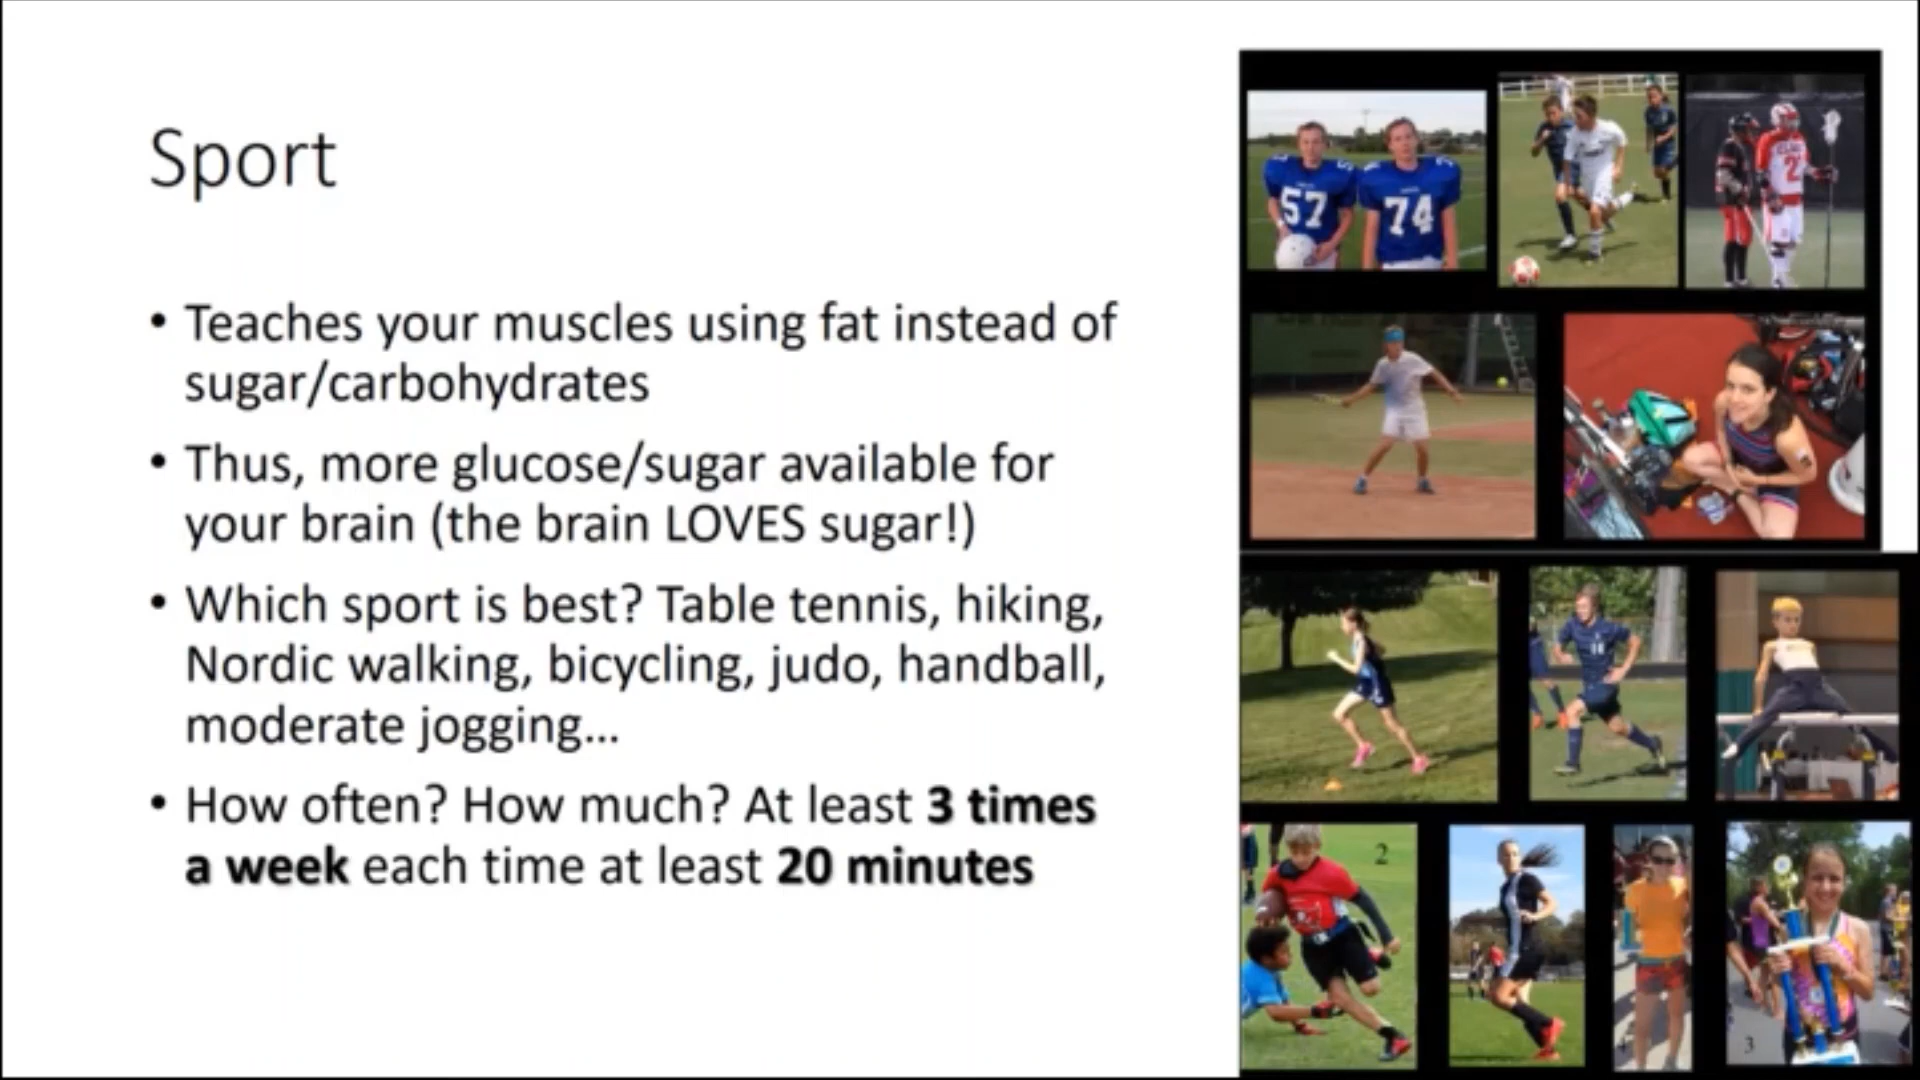 Sport
• Teaches your muscles using fat instead of
sugar/carbohydrates
• Thus, more glucose/sugar available for
your brain (the brain LOVES sugar!)
• Which sport is best? Table tennis, hiking,
Nordic walking, bicycling, judo, handball,
moderate jogging...
• How often? How much? At least 3 times
a week each time at least 20 minutes
57
74
2
2
3